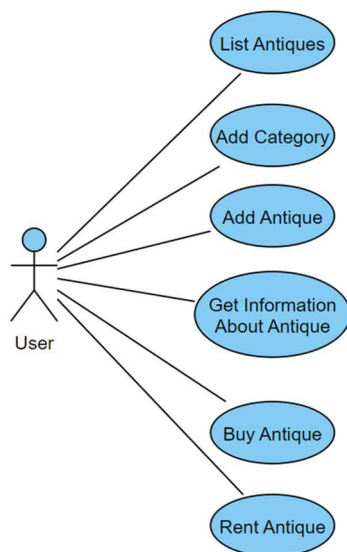 List Antiques
Add Category
Add Antique
Get Information
About Antique
User
Buy Antique
Rent Antique